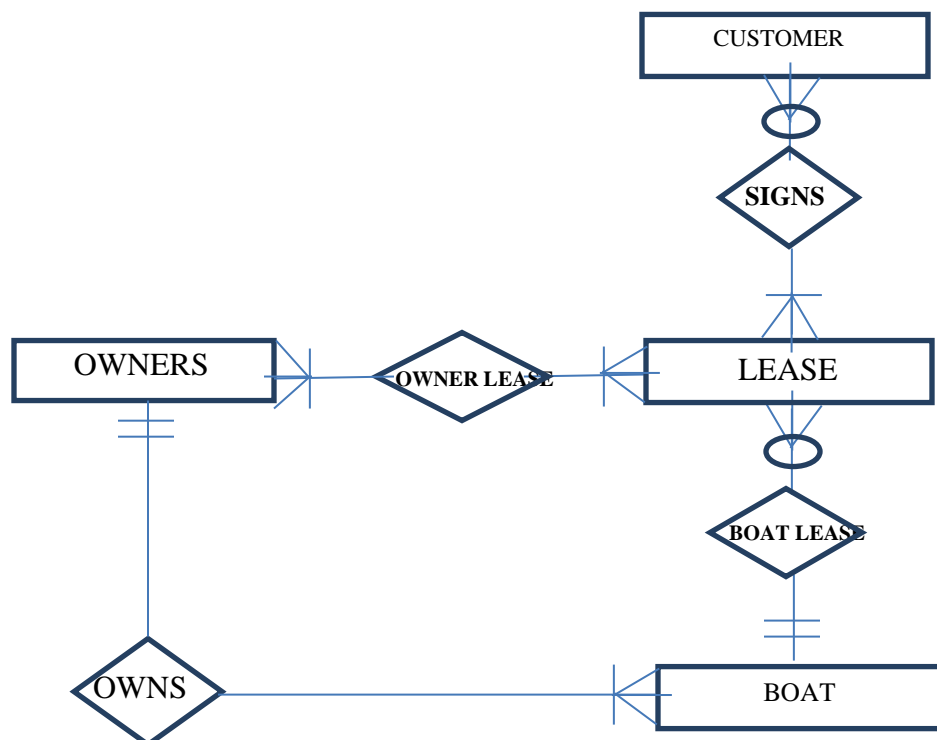 CUSTOMER
SIGNS
OWNERS
OWNER LEASE
LEASE
BOAT LEASE
OWNS
BOAT